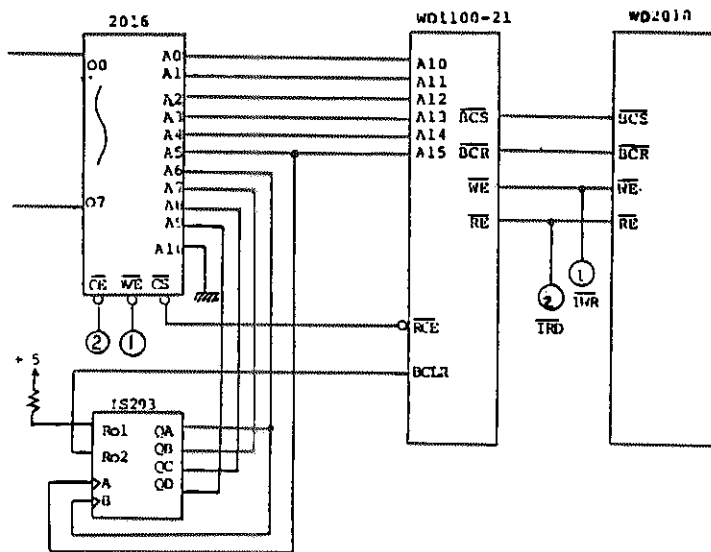 2016
WD1100-21
WD2010
O0
O7
A0
A1
A2
A3
A4
A5
A6
A7
A8
A9
A10
CE
WE
CS
2
1
A10
A11
A12
A13
A14
A15
BCS
BCR
WE
RE
RCE
BCLR
BCS
BCR
WE
RE
1
IWR
2
IRD
+ 5
LS293
Ro1
Ro2
A
B
QA
QB
QC
QD